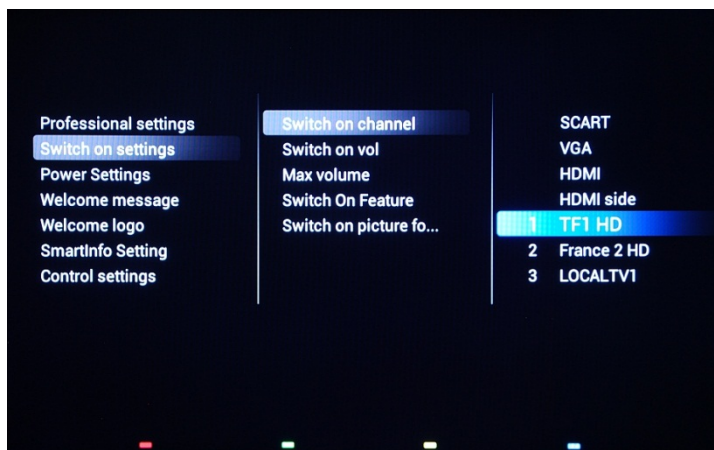 Professional settings
Switch on settings
Power Settings
Welcome message
Welcome logo
SmartInfo Setting
Control settings
Switch on channel
Switch on vol
Max volume
Switch On Feature
Switch on picture fo...
SCART
VGA
HDMI
HDMI side
1 TF1 HD
2 France 2 HD
3 LOCALTV1